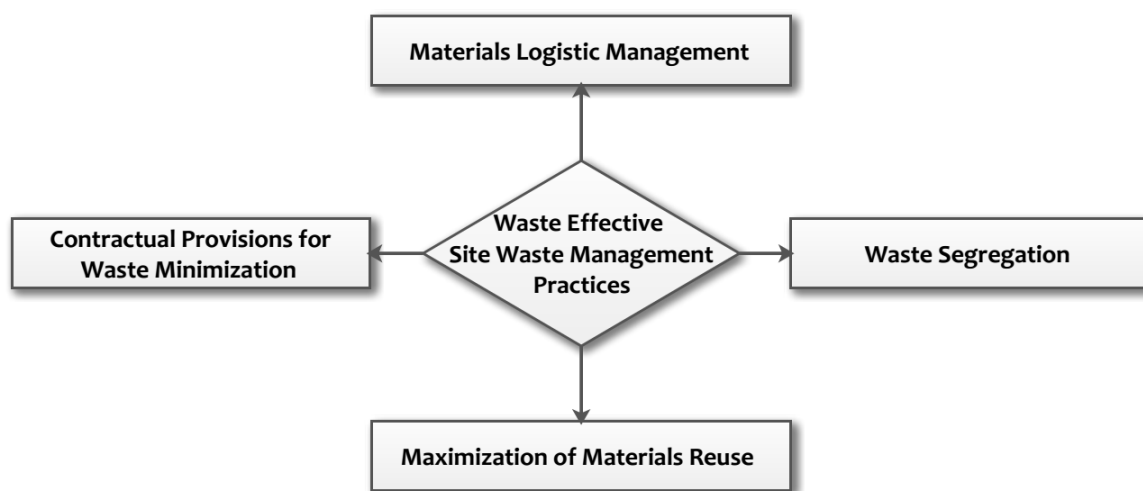 Materials Logistic Management
Contractual Provisions for
Waste Minimization
Waste Effective
Site Waste Management
Practices
Waste Segregation
Maximization of Materials Reuse